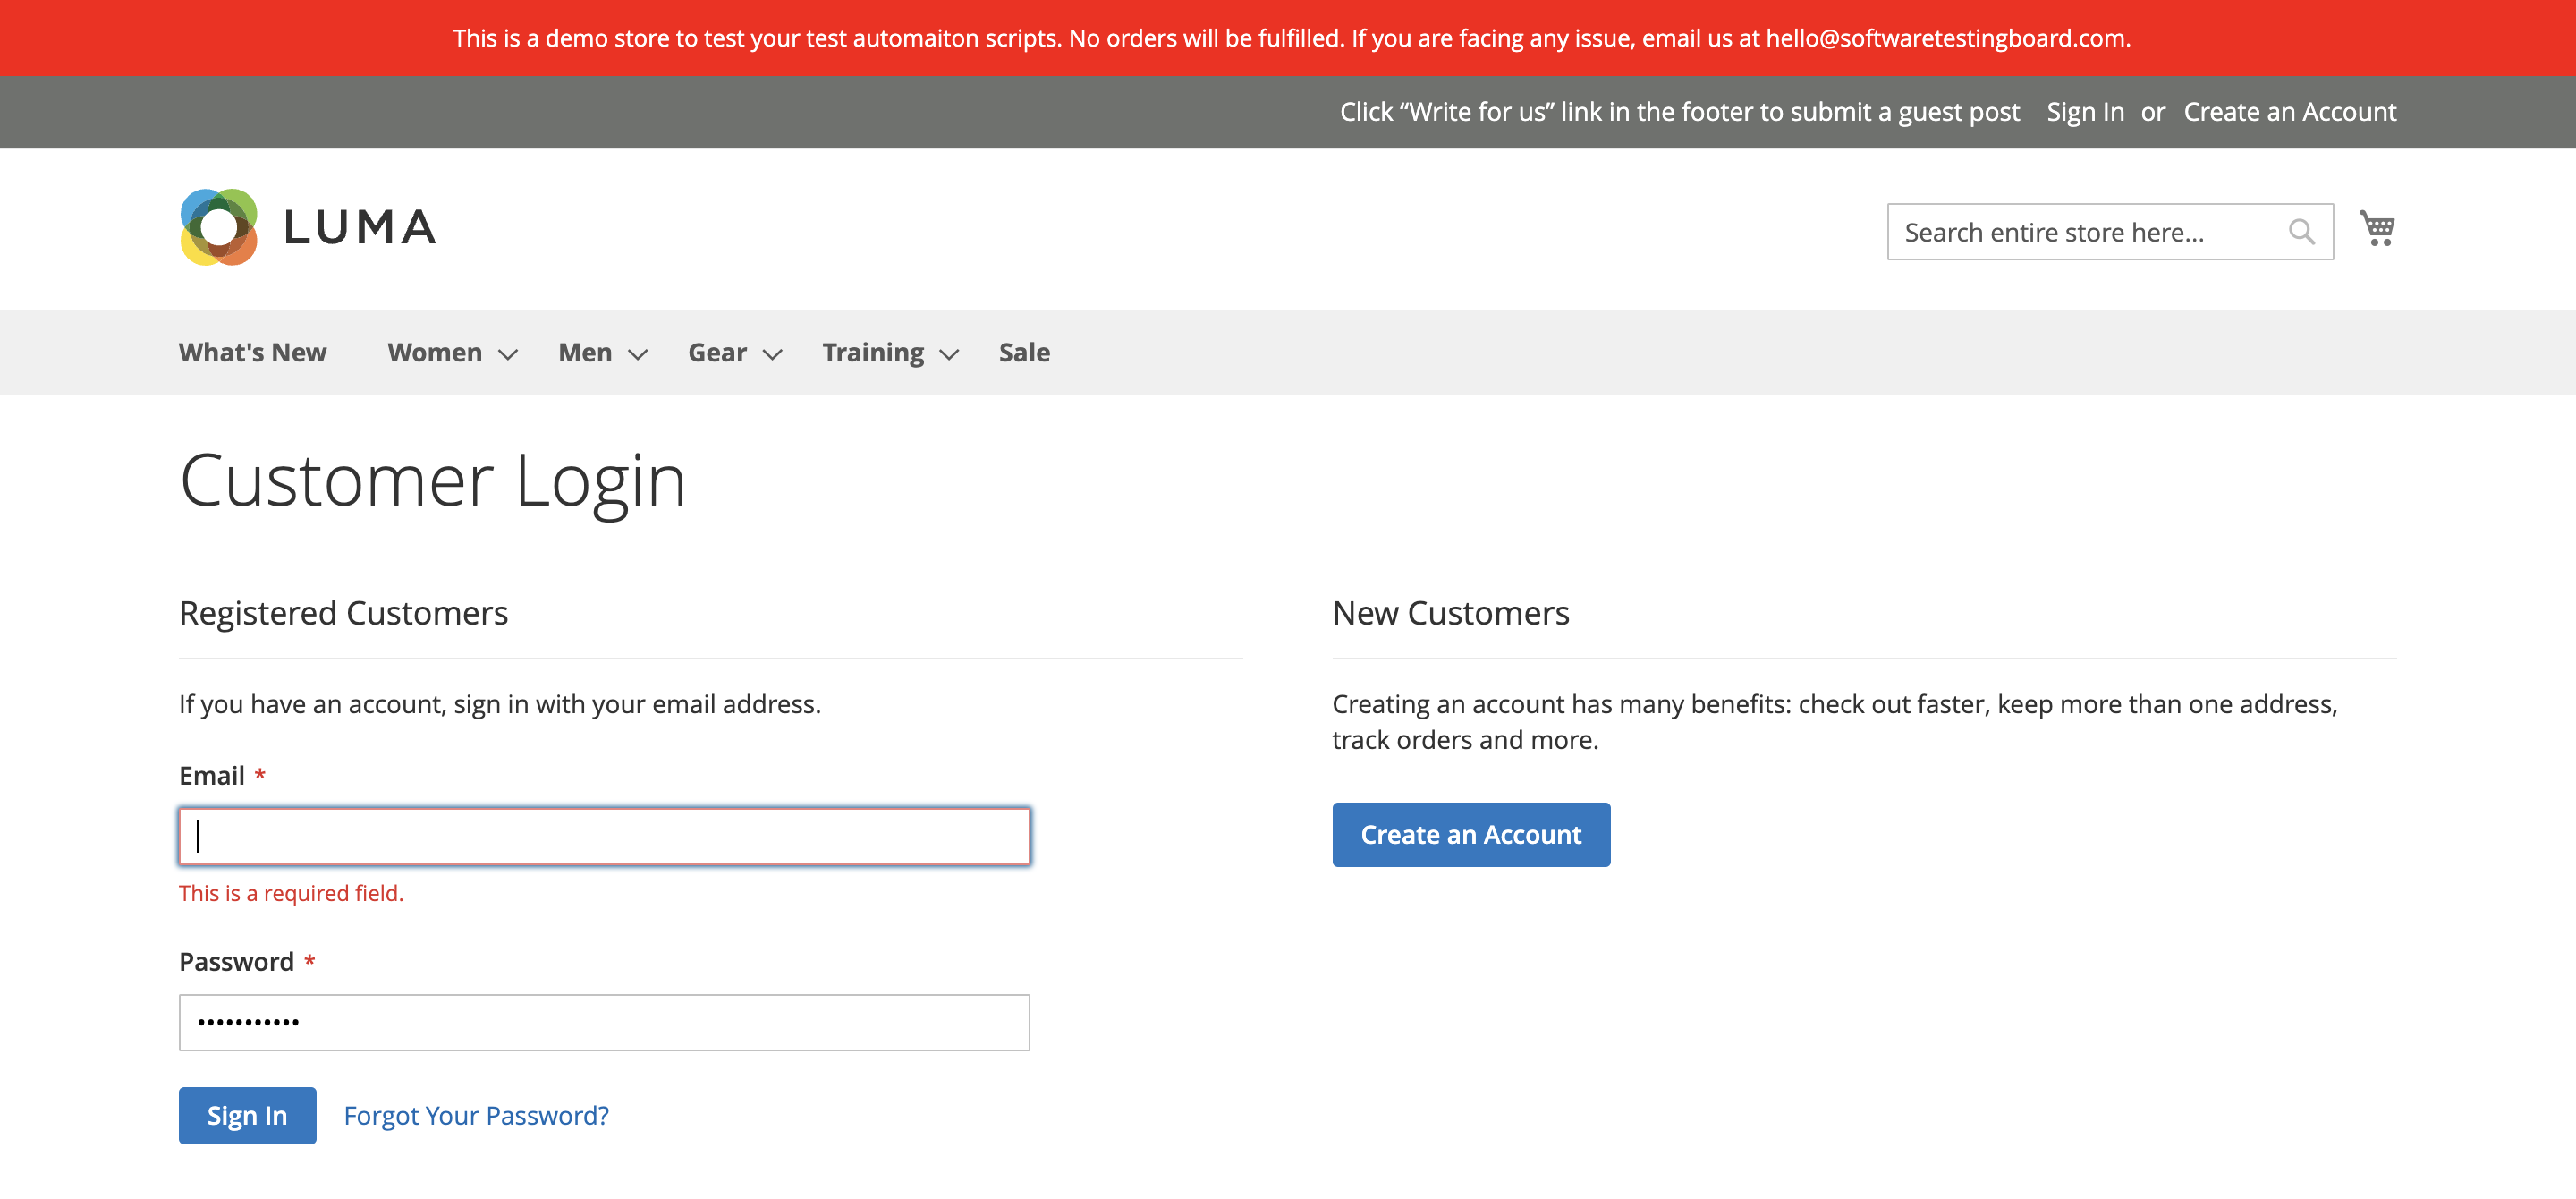 This is a demo store to test your test automaiton scripts. No orders will be fulfilled. If you are facing any issue, email us at hello@softwaretestingboard.com.
Click “Write for us” link in the footer to submit a guest post Sign In or Create an Account
LUMA
Search entire store here...
What's New Women Men Gear Training Sale
Customer Login
Registered Customers
If you have an account, sign in with your email address.
Email *
This is a required field.
Password *
•••••••••••
Sign In Forgot Your Password?
New Customers
Creating an account has many benefits: check out faster, keep more than one address,
track orders and more.
Create an Account